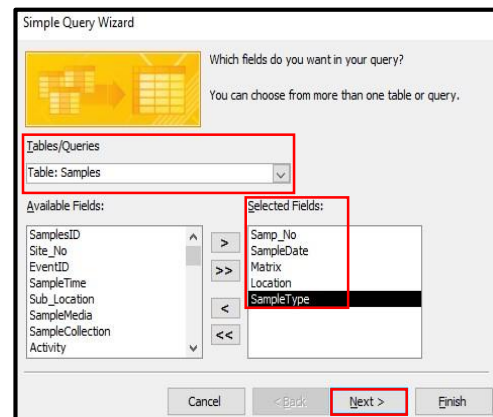 Simple Query Wizard
Which fields do you want in your query?
You can choose from more than one table or query.
Tables/Queries
Table: Samples
Available Fields:
SamplesID
Site_No
EventID
SampleTime
Sub_Location
SampleMedia
SampleCollection
Activity
>
>>
<
<<
Selected Fields:
Samp_No
SampleDate
Matrix
Location
SampleType
Cancel
< Back
Next >
Finish